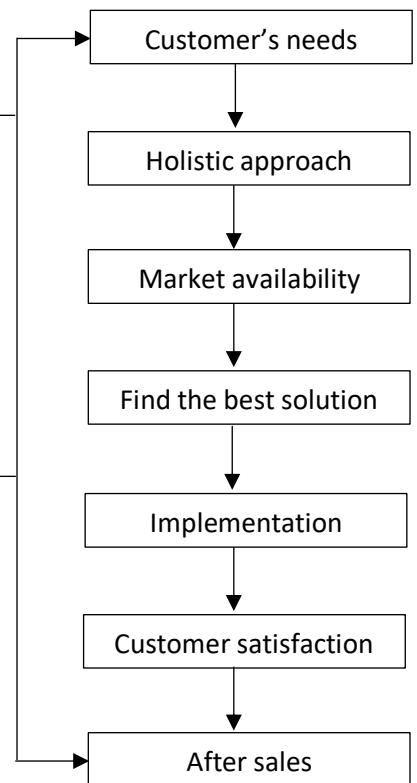 Customer’s needs
Holistic approach
Market availability
Find the best solution
Implementation
Customer satisfaction
After sales